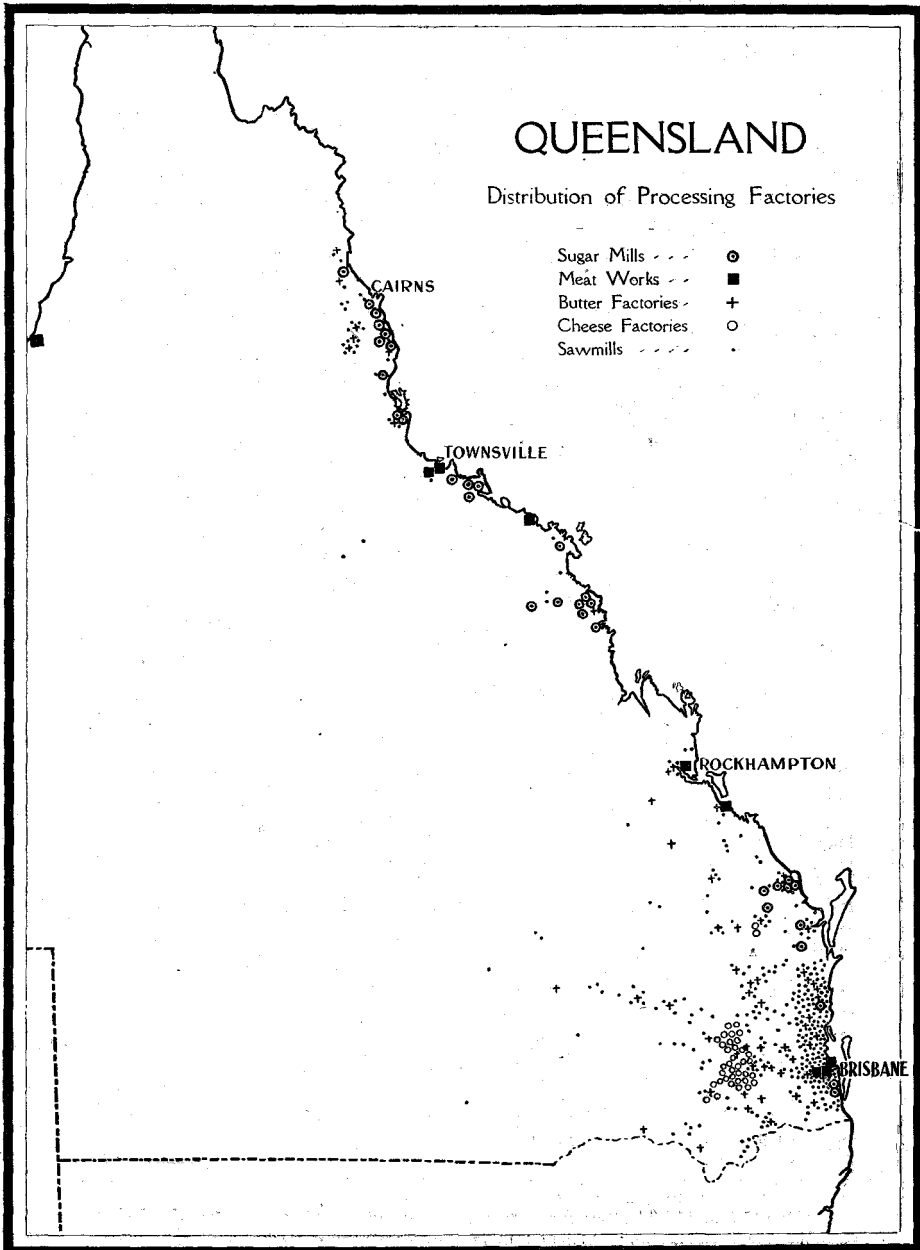 QUEENSLAND
Distribution of Processing Factories
Sugar Mills
Meat Works
Butter Factories
Cheese Factories
Sawmills
CAIRNS
TOWNSVILLE
ROCKHAMPTON
BRISBANE